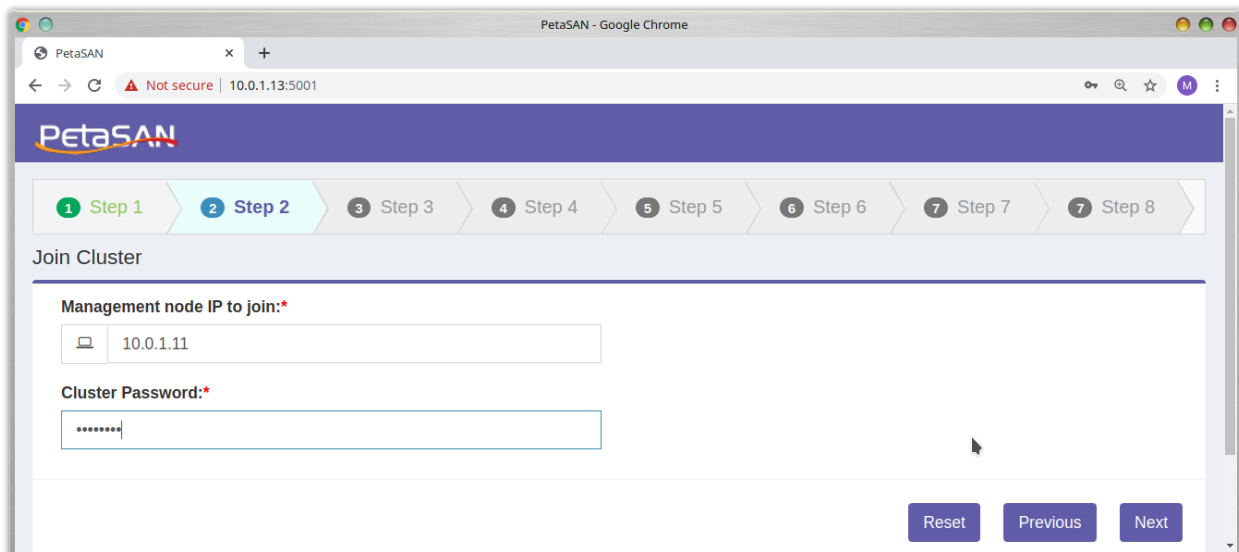 PetaSAN - Google Chrome
PetaSAN
Not secure | 10.0.1.13:5001
M
PetaSAN
1 Step 1 2 Step 2 3 Step 3 4 Step 4 5 Step 5 6 Step 6 7 Step 7 7 Step 8
Join Cluster
Management node IP to join:*
10.0.1.11
Cluster Password:*
••••••••
Reset Previous Next